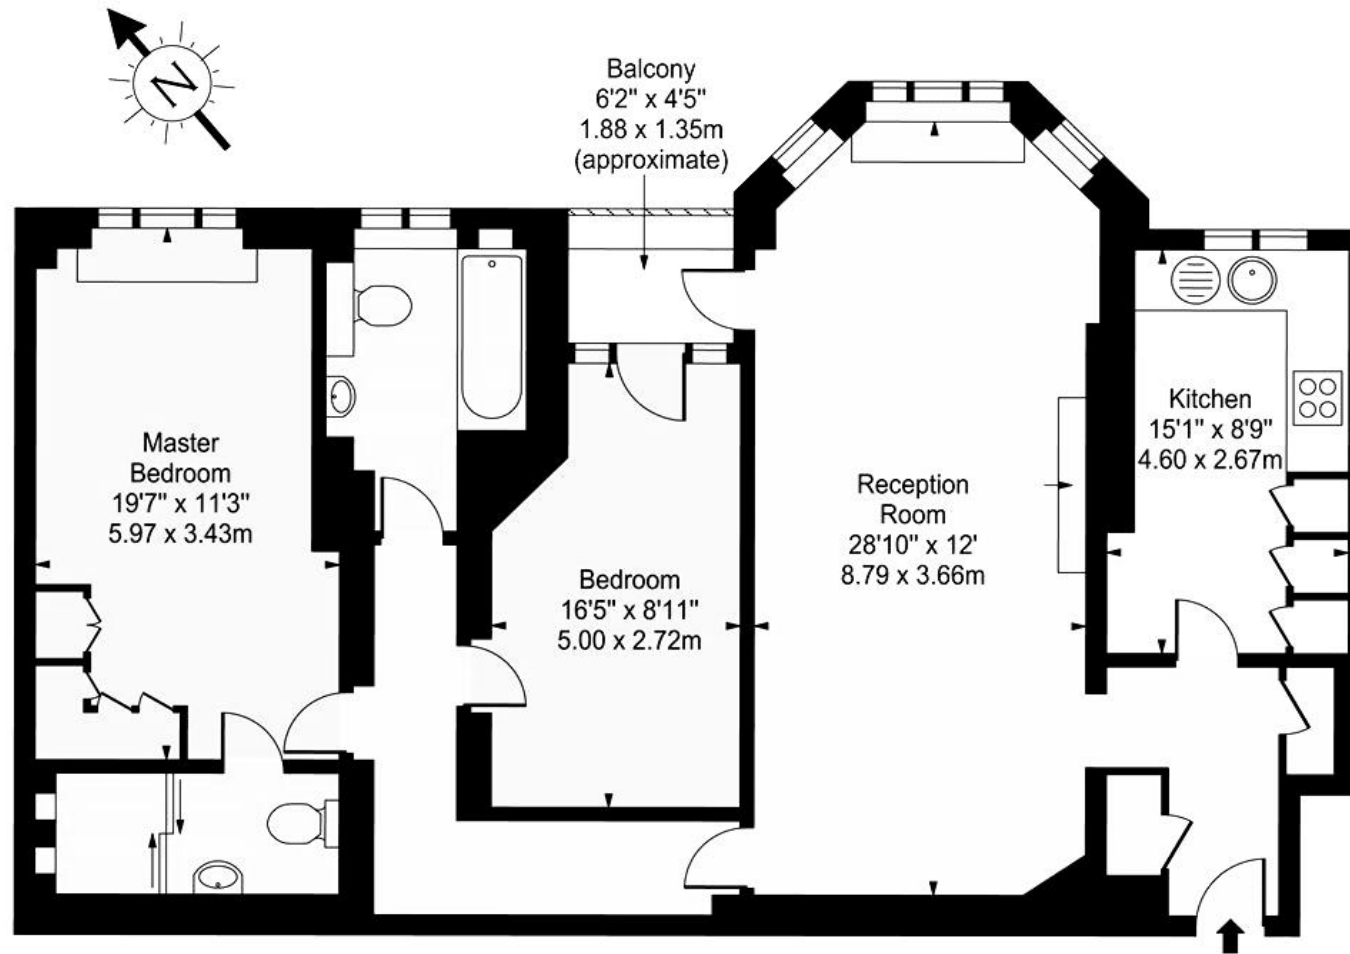 N
Balcony
6'2" x 4'5"
1.88 x 1.35m
(approximate)
Master
Bedroom
19'7" x 11'3"
5.97 x 3.43m
Bedroom
16'5" x 8'11"
5.00 x 2.72m
Reception
Room
28'10" x 12'
8.79 x 3.66m
Kitchen
15'1" x 8'9"
4.60 x 2.67m